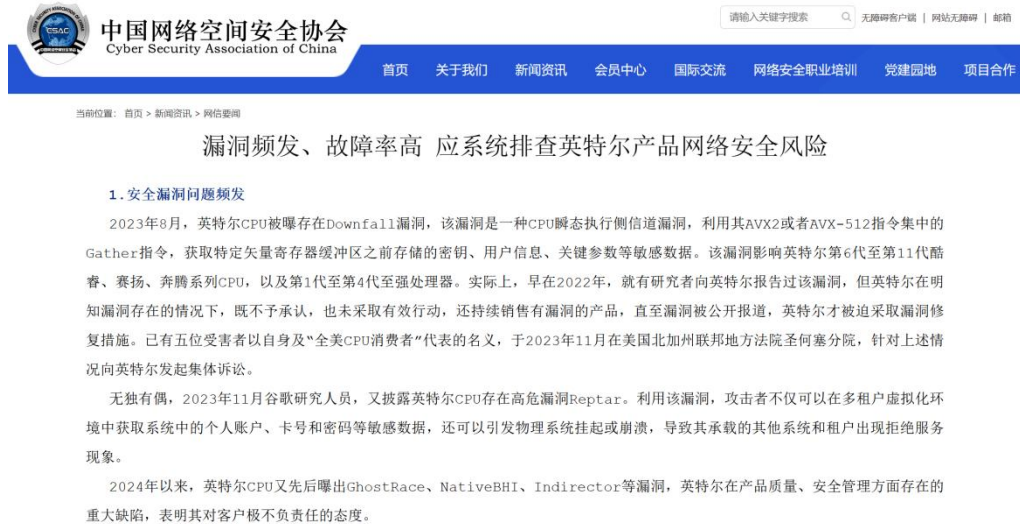 CSAC
中国网络空间安全协会
Cyber Security Association of China
请输入关键字搜索
无障碍客户端 | 网站无障碍 | 邮箱
首页 关于我们 新闻资讯 会员中心 国际交流 网络安全职业培训 党建园地 项目合作
当前位置: 首页 > 新闻资讯 > 网信要闻
漏洞频发、故障率高 应系统排查英特尔产品网络安全风险
1.安全漏洞问题频发
2023年8月,英特尔CPU被曝存在Downfall漏洞,该漏洞是一种CPU瞬态执行侧信道漏洞,利用其AVX2或者AVX-512指令集中的
Gather指令,获取特定矢量寄存器缓冲区之前存储的密钥、用户信息、关键参数等敏感数据。该漏洞影响英特尔第6代至第11代酷
睿、赛扬、奔腾系列CPU,以及第1代至第4代至强处理器。实际上,早在2022年,就有研究者向英特尔报告过该漏洞,但英特尔在明
知漏洞存在的情况下,既不予承认,也未采取有效行动,还持续销售有漏洞的产品,直至漏洞被公开报道,英特尔才被迫采取漏洞修
复措施。已有五位受害者以自身及“全美CPU消费者”代表的名义,于2023年11月在美国北加州联邦地方法院圣何塞分院,针对上述情
况向英特尔发起集体诉讼。
无独有偶,2023年11月谷歌研究人员,又披露英特尔CPU存在高危漏洞Reptar。利用该漏洞,攻击者不仅可以在多租户虚拟化环
境中获取系统中的个人账户、卡号和密码等敏感数据,还可以引发物理系统挂起或崩溃,导致其承载的其他系统和租户出现拒绝服务
现象。
2024年以来,英特尔CPU又先后曝出GhostRace、NativeBHI、Indirector等漏洞,英特尔在产品质量、安全管理方面存在的
重大缺陷,表明其对客户极不负责任的态度。